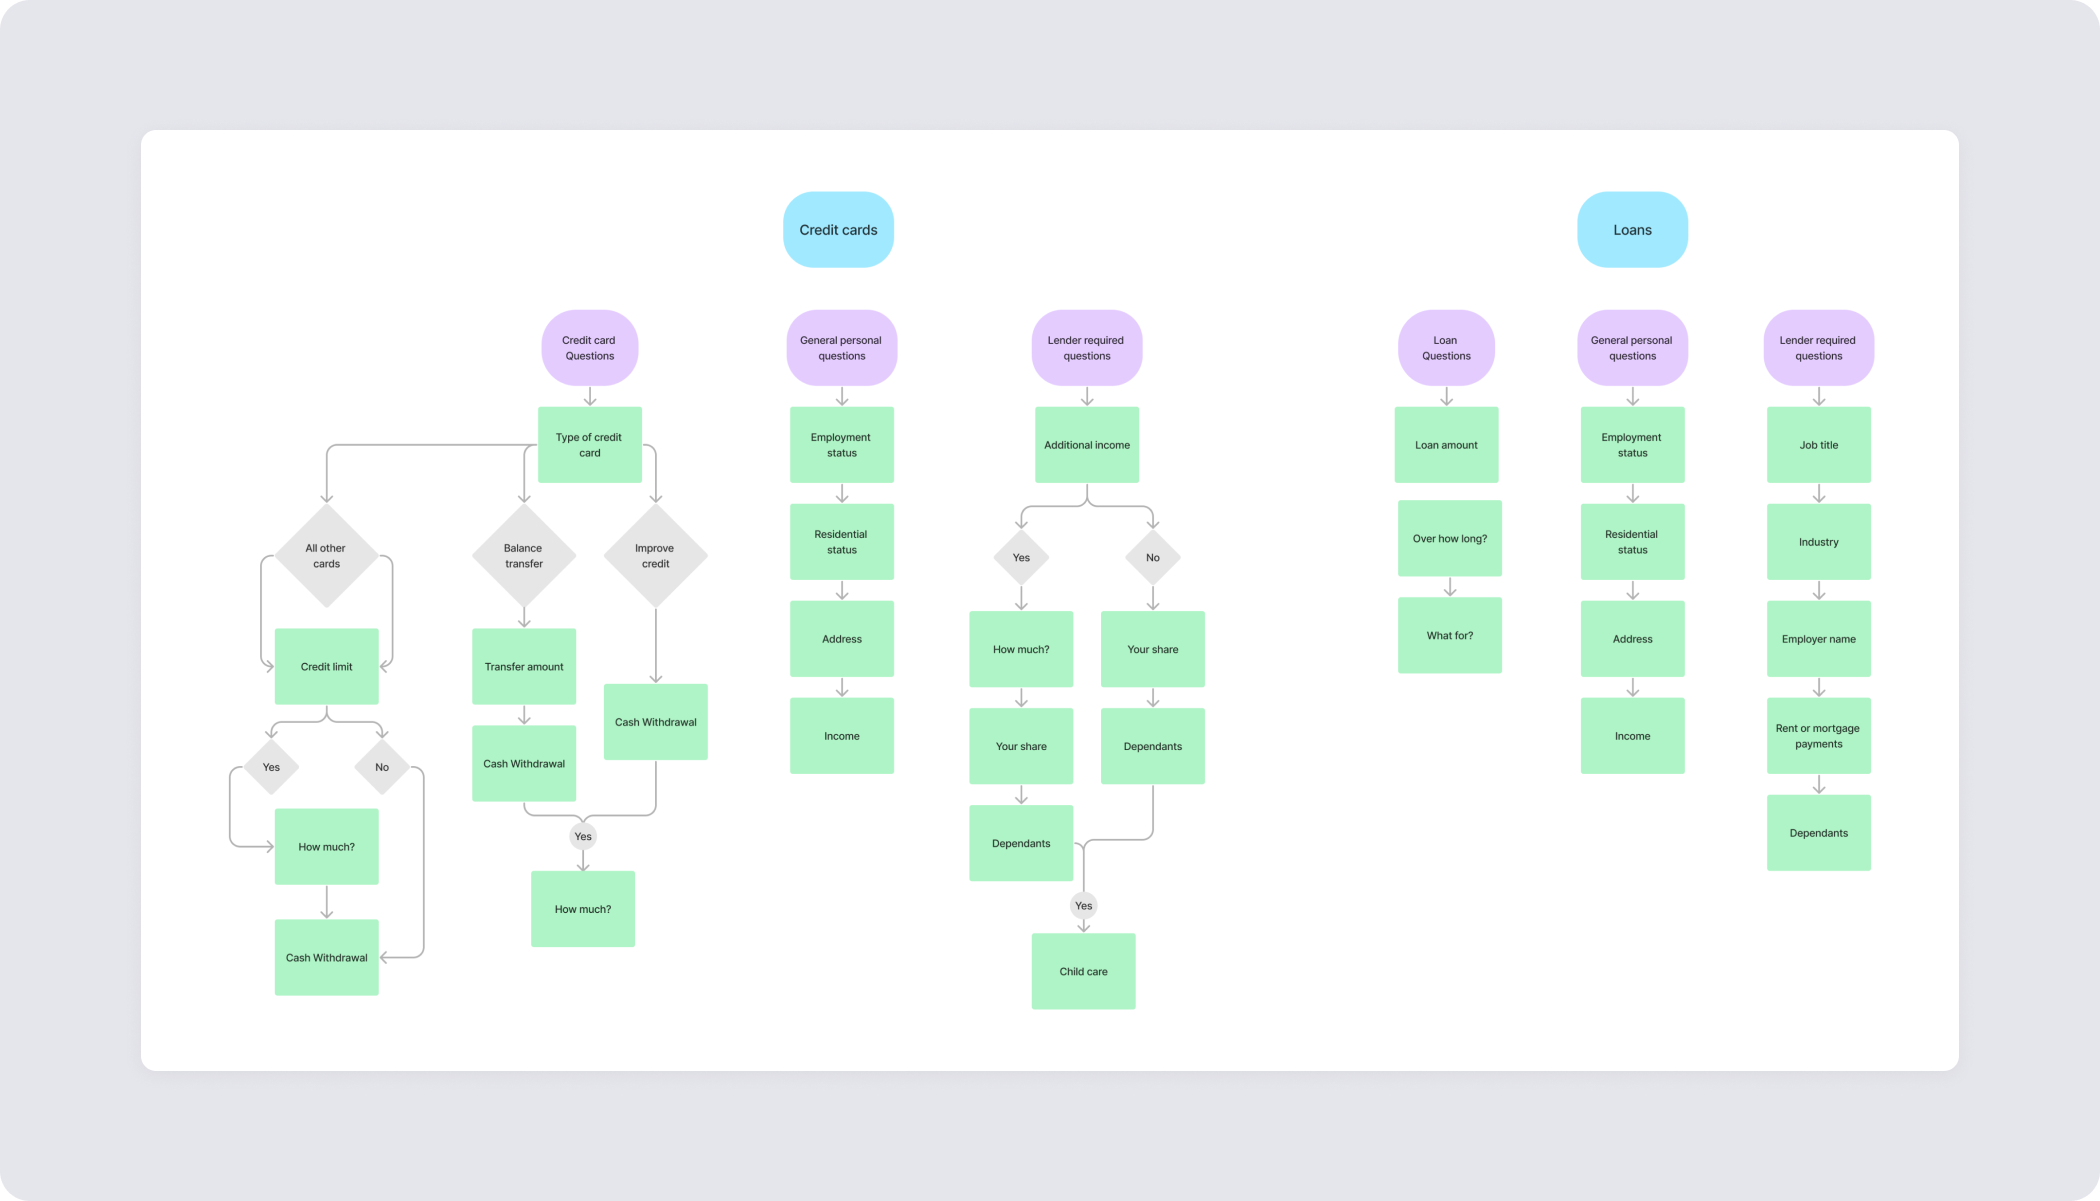 Credit cards
Loans
Credit card
Questions
General personal
questions
Lender required
questions
Loan
Questions
General personal
questions
Lender required
questions
Type of credit
card
All other
cards
Balance
transfer
Improve
credit
Credit limit
Transfer amount
Cash Withdrawal
Yes
No
Cash Withdrawal
How much?
Yes
How much?
Cash Withdrawal
Employment
status
Residential
status
Address
Income
Additional income
Yes
No
How much?
Your share
Your share
Dependants
Dependants
Yes
Child care
Loan amount
Over how long?
What for?
Employment
status
Residential
status
Address
Income
Job title
Industry
Employer name
Rent or mortgage
payments
Dependants